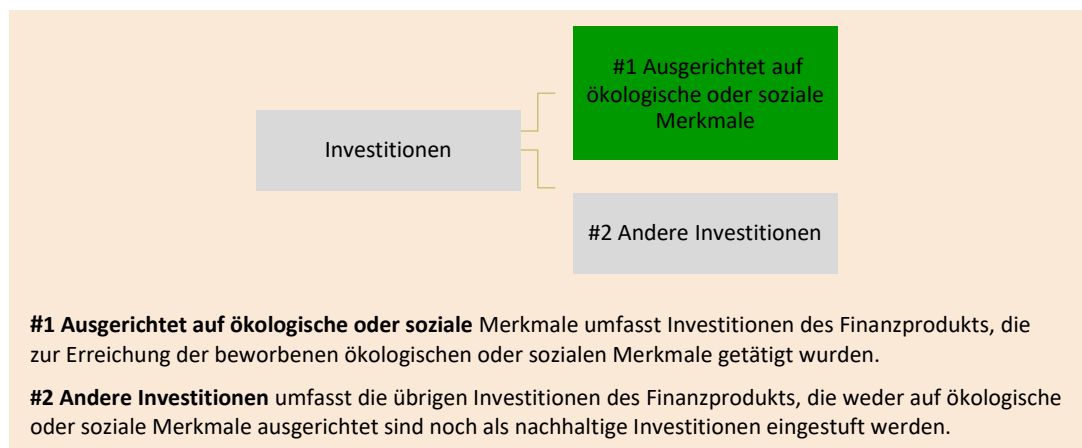 #1 Ausgerichtet auf
ökologische oder soziale
Merkmale
Investitionen
#2 Andere Investitionen
#1 Ausgerichtet auf ökologische oder soziale Merkmale umfasst Investitionen des Finanzprodukts, die
zur Erreichung der beworbenen ökologischen oder sozialen Merkmale getätigt wurden.
#2 Andere Investitionen umfasst die übrigen Investitionen des Finanzprodukts, die weder auf ökologische
oder soziale Merkmale ausgerichtet sind noch als nachhaltige Investitionen eingestuft werden.